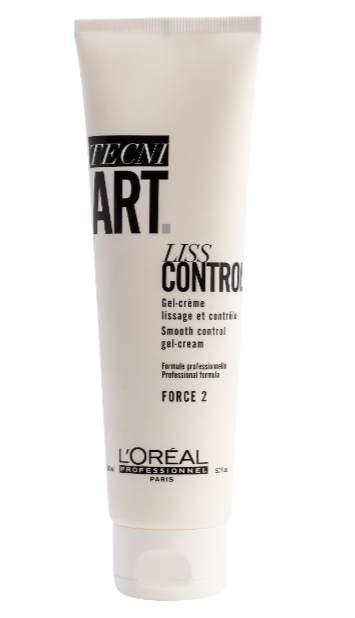 TECNI
ART.
LISS
CONTROL
Gel-crème
lissage et contrôle
Smooth control
gel-cream
Formule professionnelle
Professional formula
FORCE 2
L'ORÉAL
PROFESSIONNEL
PARIS